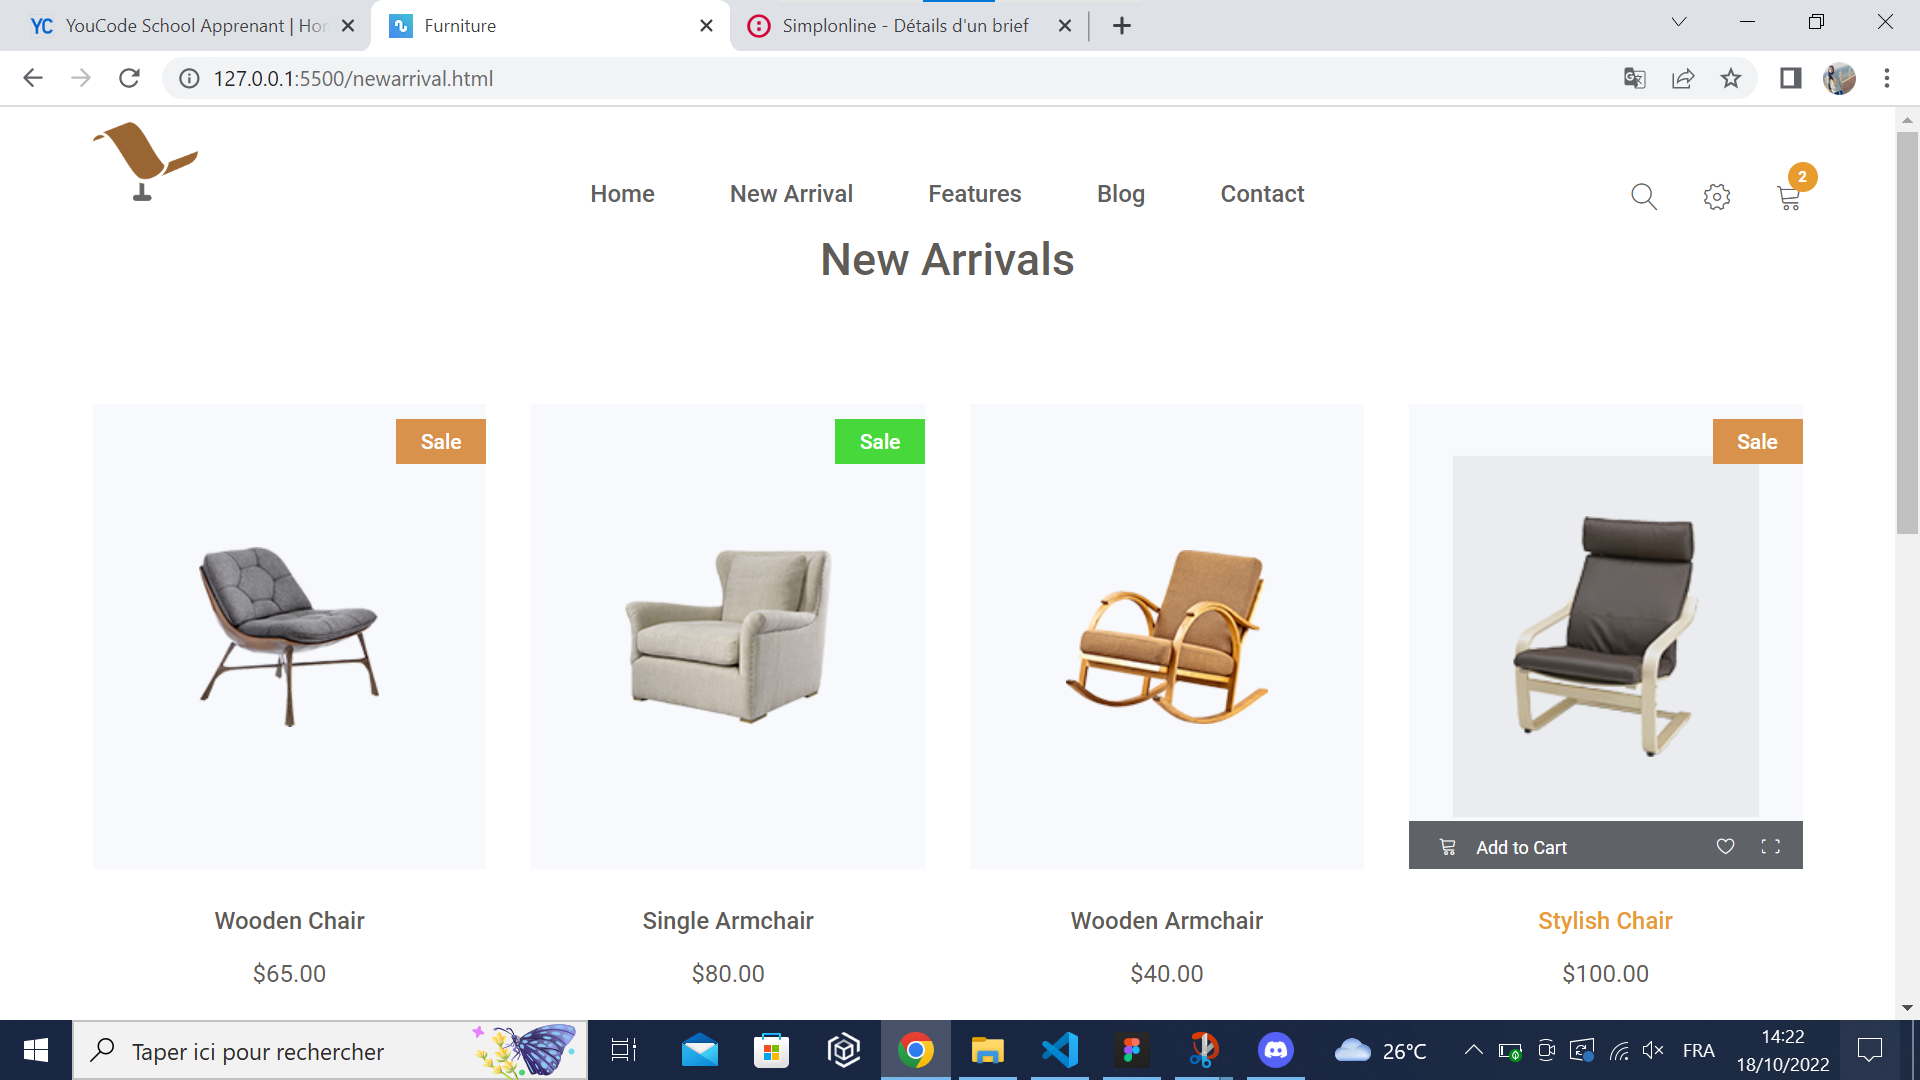 YC YouCode School Apprenant | Hor
Furniture
Simplonline - Détails d'un brief
127.0.0.1:5500/newarrival.html
Home
New Arrival
Features
Blog
Contact
2
New Arrivals
Sale
Sale
Sale
Add to Cart
Wooden Chair
Single Armchair
Wooden Armchair
Stylish Chair
$65.00
$80.00
$40.00
$100.00
Taper ici pour rechercher
26°C
FRA
14:22
18/10/2022